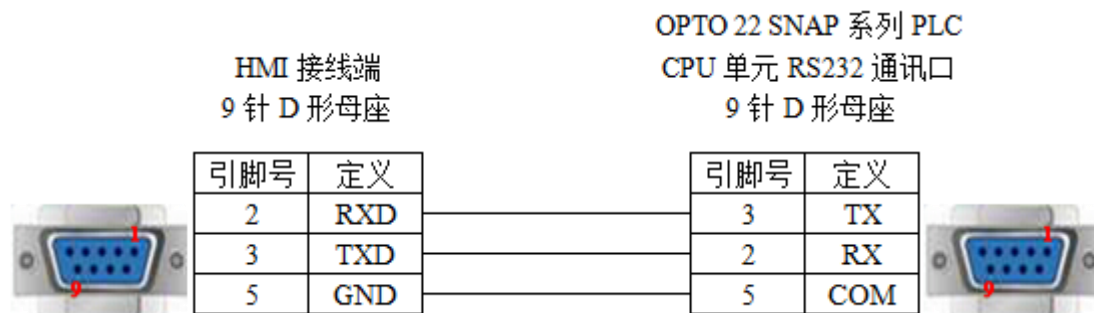 OPTO 22 SNAP 系列 PLC
HMI 接线端
CPU 单元 RS232 通讯口
9 针 D 形母座
9 针 D 形母座
引脚号 定义
引脚号 定义
2 RXD
3 TX
3 TXD
2 RX
5 GND
5 COM
1
9
1
9